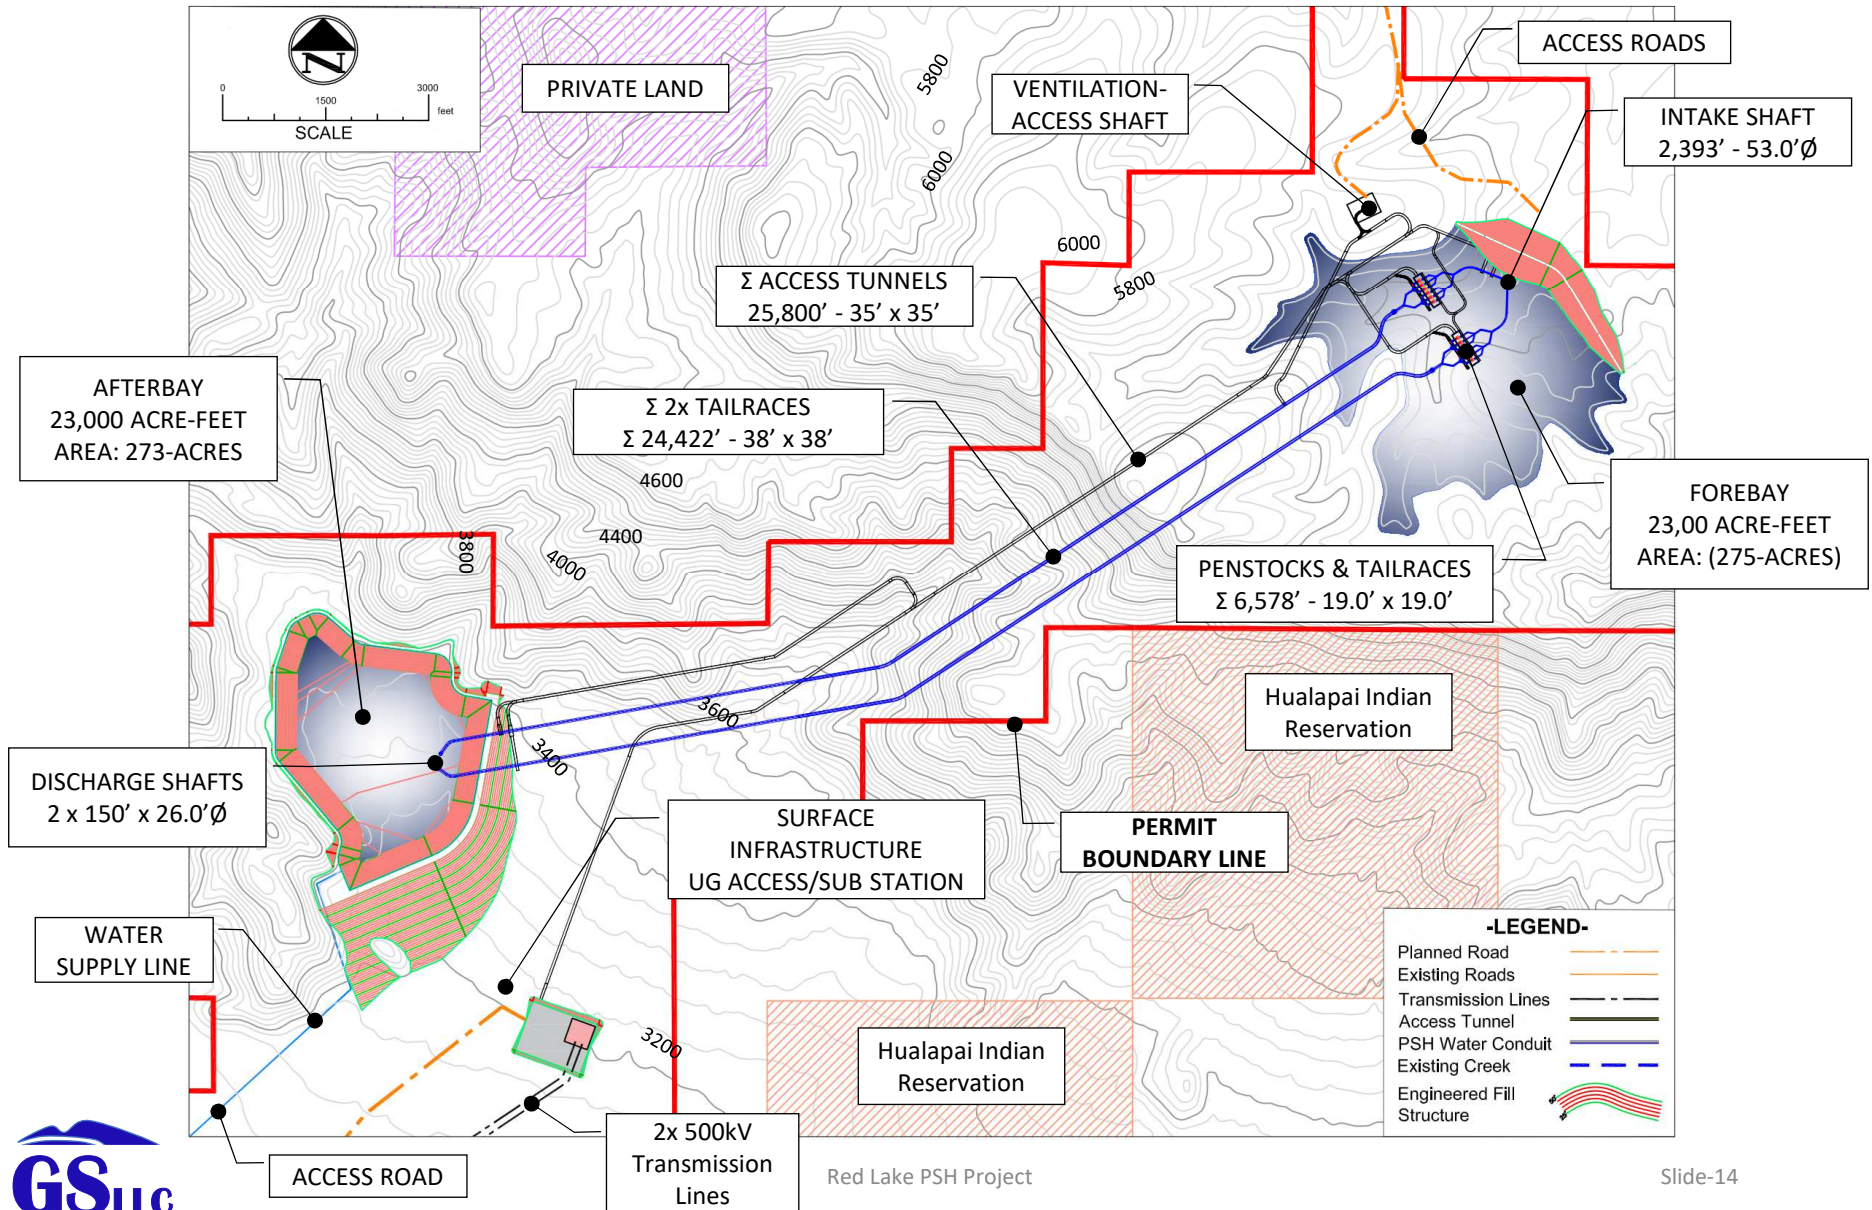 N
0
1500
3000
feet
SCALE
PRIVATE LAND
5800
6000
VENTILATION-
ACCESS SHAFT
ACCESS ROADS
INTAKE SHAFT
2,393’ - 53.0’Ø
6000
5800
Σ ACCESS TUNNELS
25,800’ - 35’ x 35’
AFTERBAY
23,000 ACRE-FEET
AREA: 273-ACRES
Σ 2x TAILRACES
Σ 24,422’ - 38’ x 38’
4600
4400
4000
3800
FOREBAY
23,00 ACRE-FEET
AREA: (275-ACRES)
PENSTOCKS & TAILRACES
Σ 6,578’ - 19.0’ x 19.0’
3600
3400
Hualapai Indian
Reservation
DISCHARGE SHAFTS
2 x 150’ x 26.0’Ø
SURFACE
INFRASTRUCTURE
UG ACCESS/SUB STATION
PERMIT
BOUNDARY LINE
WATER
SUPPLY LINE
3200
Hualapai Indian
Reservation
-LEGEND-
Planned Road
Existing Roads
Transmission Lines
Access Tunnel
PSH Water Conduit
Existing Creek
Engineered Fill
Structure
2x 500kV
Transmission
Lines
ACCESS ROAD
GSLLC
Red Lake PSH Project
Slide-14